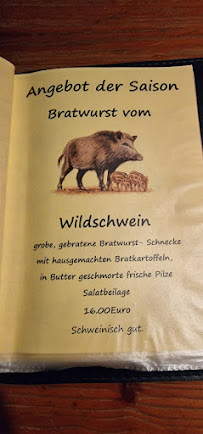 Angebot der Saison
Bratwurst vom
Wildschwein
grobe, gebratene Bratwurst- Schnecke
mit hausgemachten Bratkartoffeln,
in Butter geschmorte frische Pilze
Salatbeilage
16.00Euro
Schweinisch gut.